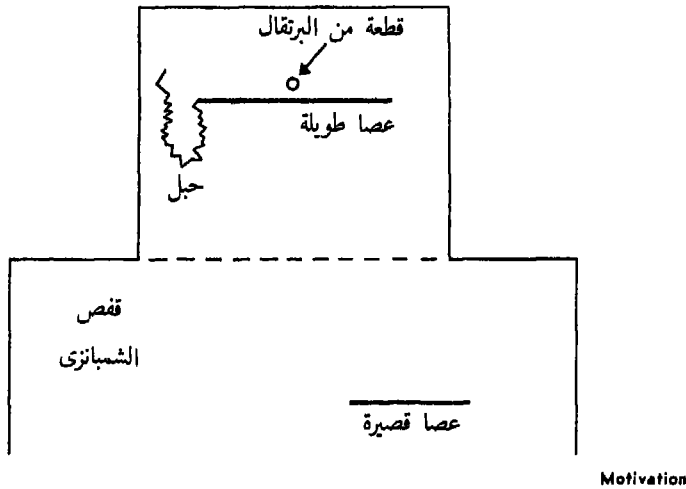 قطعة من البرتقال
عصا طويلة
حبل
قفص
الشمبانزى
عصا قصيرة
Motivation